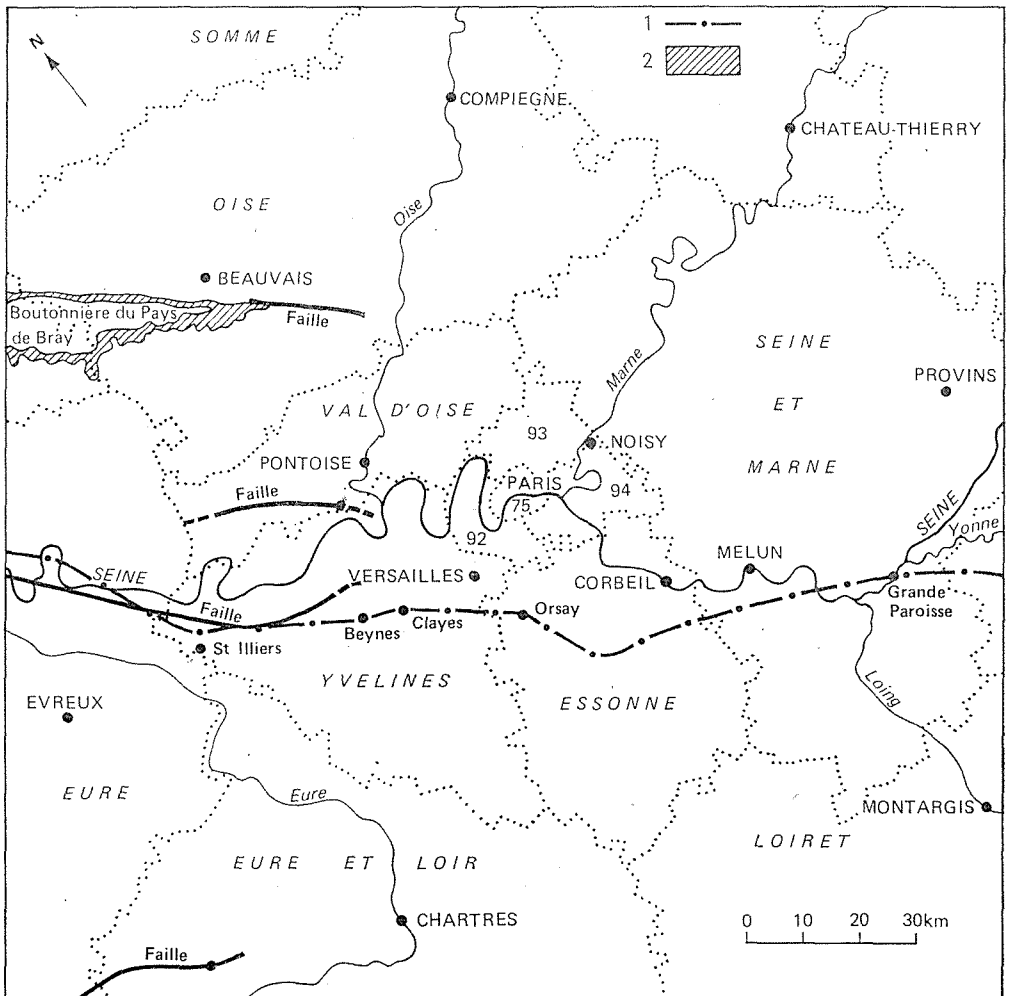 N
SOMME
1
2
COMPIEGNE
CHATEAU-THIERRY
OISE
Oise
BEAUVAIS
Boutonnière du Pays
de Bray
Faille
SEINE
ET
MARNE
Marne
PROVINS
VAL D'OISE
93
NOISY
PONTOISE
PARIS
75
94
Faille
92
SEINE
Yonne
MELUN
SEINE
VERSAILLES
CORBEIL
Faille
Beynes
Clayes
Orsay
Grande
Paroisse
St Illiers
YVELINES
ESSONNE
Loing
EVREUX
EURE
Eure
MONTARGIS
LOIRET
EURE ET LOIR
CHARTRES
0 10 20 30km
Faille